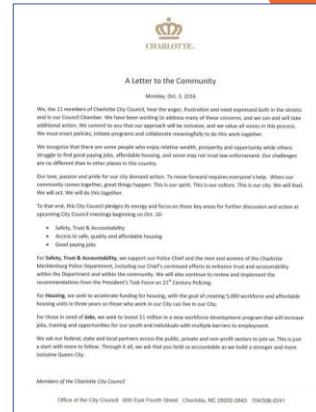 CHARLOTTE.
A Letter to the Community
Monday, Oct. 3, 2016
We, the 11 members of Charlotte City Council, hear the anger, frustration and need expressed both in the streets
and in our Council Chamber. We have been working to address many of these concerns, and we can and will take
additional action. We commit to you that our approach will be inclusive, and we value all voices in this process.
We must enact policies, initiate programs and collaborate meaningfully to do this work together.
We recognize that there are some people who enjoy relative wealth, prosperity and opportunity while others
struggle to find good paying jobs, affordable housing, and some may not trust law enforcement. Our challenges
are no different than in other places in this country.
Our love, passion and pride for our city demand action. To move forward requires everyone's help. When our
community comes together, great things happen. This is our spirit. This is our culture. This is our city. We will lead.
We will act. We will do this together.
To that end, this City Council pledges its energy and focus on three key areas for further discussion and action at
upcoming City Council meetings beginning on Oct. 10:
• Safety, Trust & Accountability
• Access to safe, quality and affordable housing
• Good paying jobs
For Safety, Trust & Accountability, we support our Police Chief and the men and women of the Charlotte-
Mecklenburg Police Department, including our Chief's continued efforts to enhance trust and accountability
within the Department and within the community. We will also continue to review and implement the
recommendations from the President's Task Force on 21st Century Policing.
For Housing, we seek to accelerate funding for housing, with the goal of creating 5,000 workforce and affordable
housing units in three years so those who work in our City can live in our City.
For those in need of Jobs, we seek to invest $1 million in a new workforce development program that will increase
jobs, training and opportunities for our youth and individuals with multiple barriers to employment.
We ask our federal, state and local partners across the public, private and non-profit sectors to join us. This is just
a start with more to follow. Through it all, we ask that you hold us accountable as we build a stronger and more
inclusive Queen City.
Members of the Charlotte City Council
Office of the City Council 600 East Fourth Street Charlotte, NC 28202-2843 704/336-2241